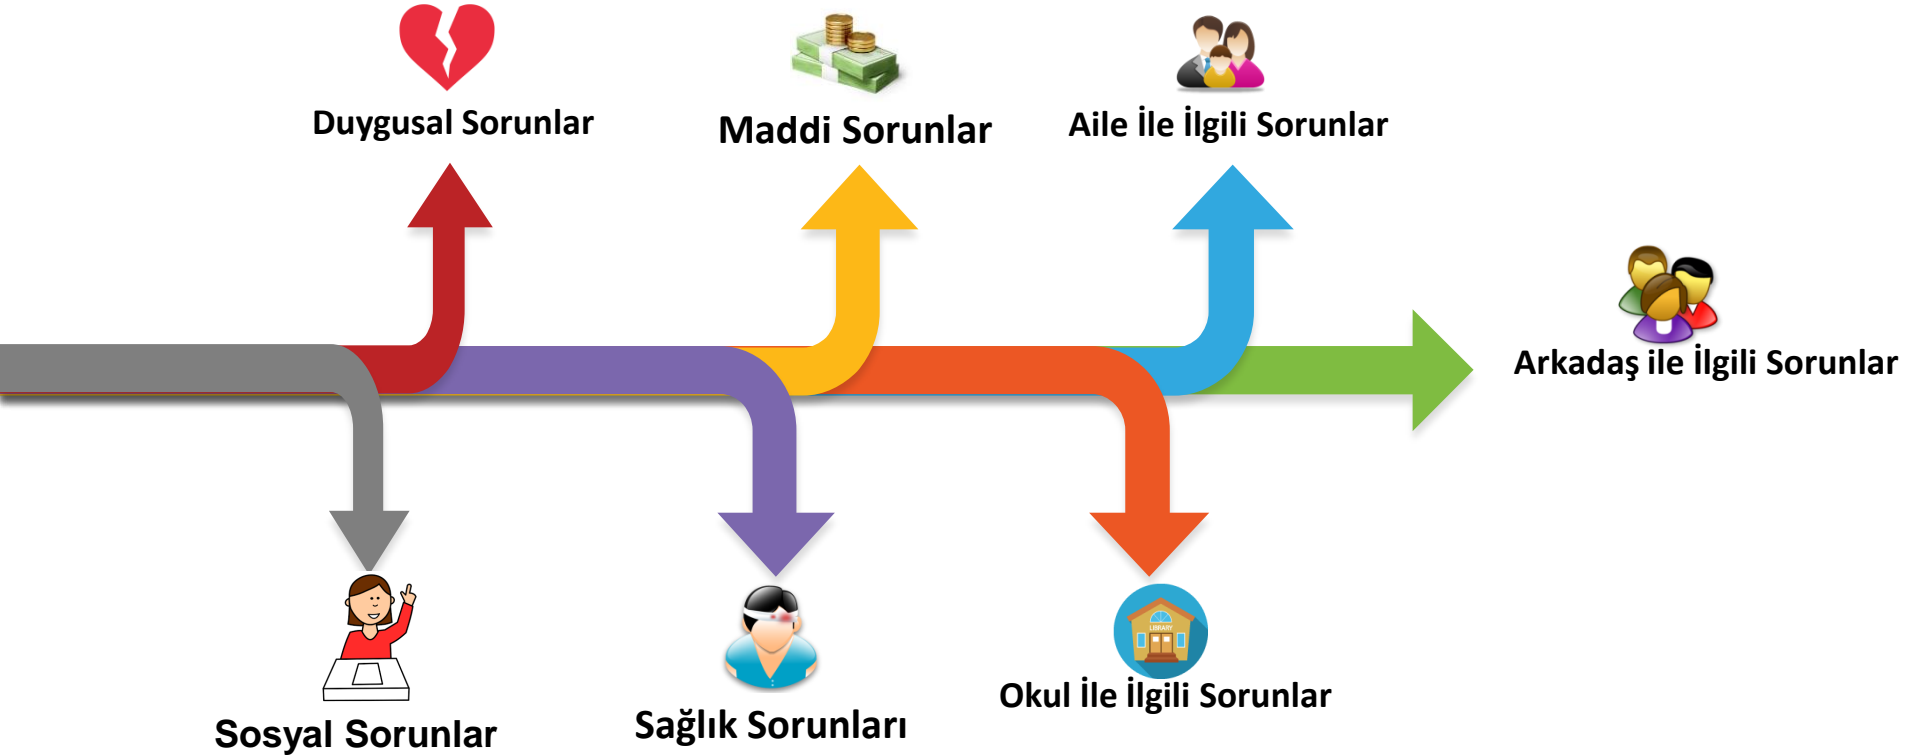 Duygusal Sorunlar
Maddi Sorunlar
Aile İle İlgili Sorunlar
Arkadaş ile İlgili Sorunlar
LIBRARY
Sosyal Sorunlar
Sağlık Sorunları
Okul İle İlgili Sorunlar